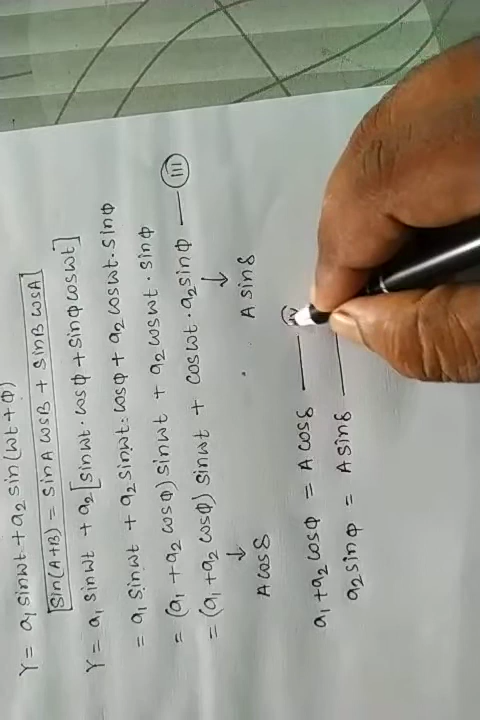 Y = a₁ sinωt + a₂ sin(ωt + Φ)
sin(A+B) = sinA cosB + sinB cosA
Y = a₁ sinωt + a₂ [sinωt · cosΦ + sinΦ cosωt]
= a₁ sinωt + a₂ sinωt · cosΦ + a₂ cosωt · sinΦ
= (a₁ + a₂ cosΦ) sinωt + a₂ cosωt · sinΦ
= (a₁ + a₂ cosΦ) sinωt + cosωt · a₂ sinΦ — (III)
↓ ↓
A cosδ A sinδ
a₁ + a₂ cosΦ = A cosδ — (IV)
a₂ sinΦ = A sinδ —